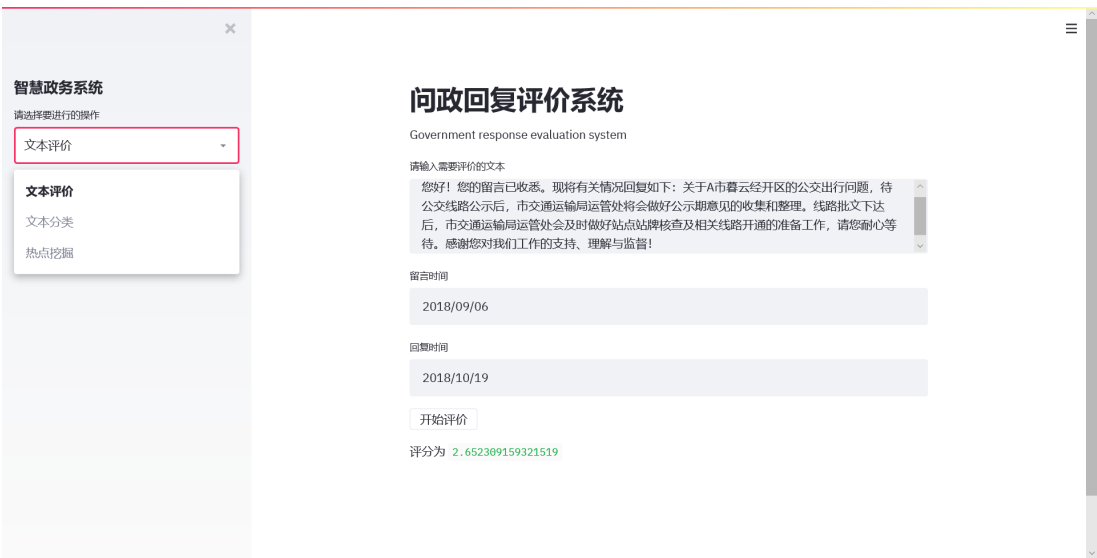 智慧政务系统
请选择要进行的操作
文本评价
文本评价
文本分类
热点挖掘
问政回复评价系统
Government response evaluation system
请输入需要评价的文本
您好！您的留言已收悉。现将有关情况回复如下：关于A市暮云经开区的公交出行问题，待
公交线路公示后，市交通运输局运管处将会做好公示期意见的收集和整理。线路批文下达
后，市交通运输局运管处会及时做好站点站牌核查及相关线路开通的准备工作，请您耐心等
待。感谢您对我们工作的支持、理解与监督！
留言时间
2018/09/06
回复时间
2018/10/19
开始评价
评分为 2.652309159321519